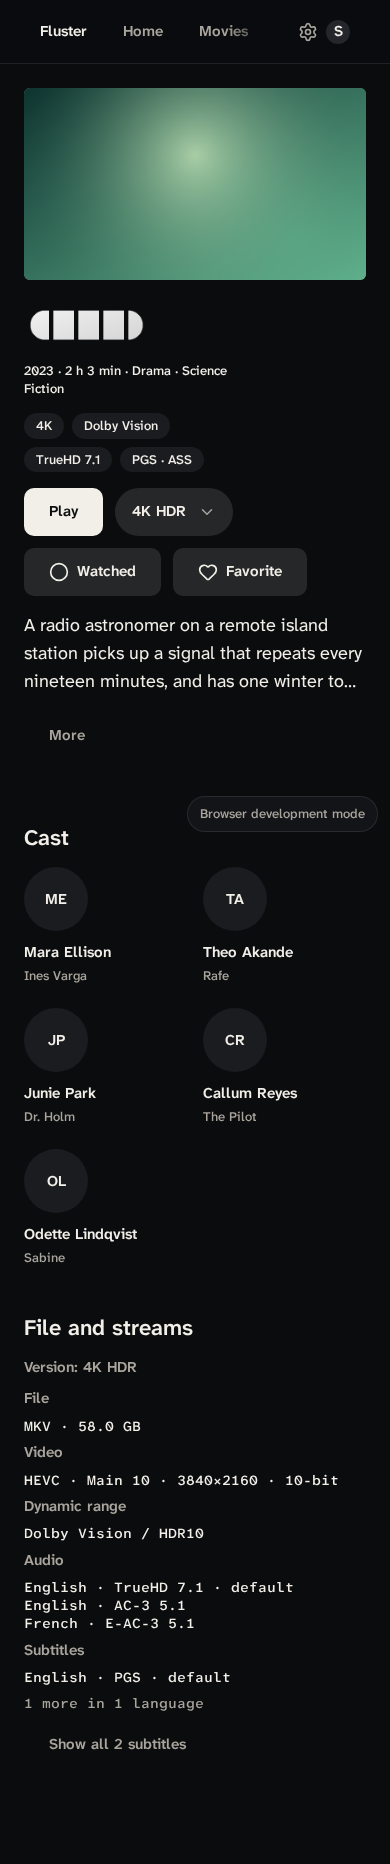 Fluster Home Movies S
2023 · 2 h 3 min · Drama · Science
Fiction
4K Dolby Vision
TrueHD 7.1 PGS · ASS
Play 4K HDR
Watched Favorite
A radio astronomer on a remote island
station picks up a signal that repeats every
nineteen minutes, and has one winter to...
More
Browser development mode
Cast
ME TA
Mara Ellison Theo Akande
Ines Varga Rafe
JP CR
Junie Park Callum Reyes
Dr. Holm The Pilot
OL
Odette Lindqvist
Sabine
File and streams
Version: 4K HDR
File
MKV · 58.0 GB
Video
HEVC · Main 10 · 3840×2160 · 10-bit
Dynamic range
Dolby Vision / HDR10
Audio
English · TrueHD 7.1 · default
English · AC-3 5.1
French · E-AC-3 5.1
Subtitles
English · PGS · default
1 more in 1 language
Show all 2 subtitles